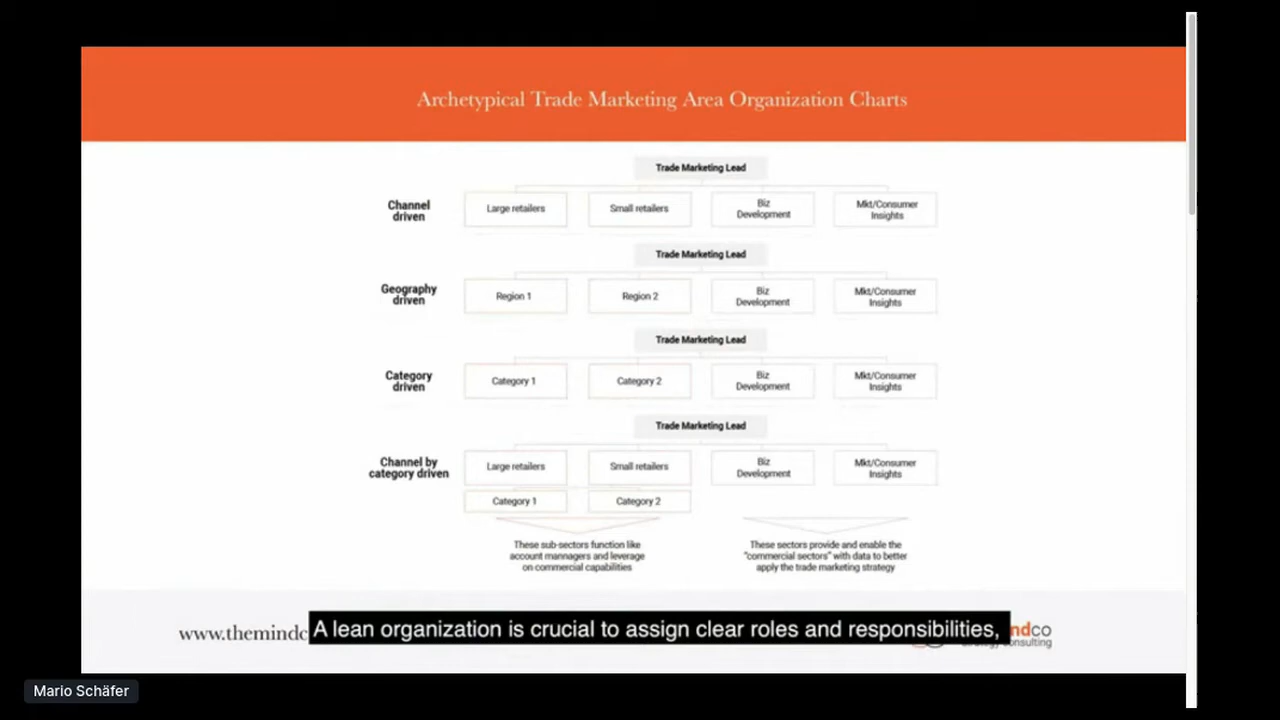 Archetypical Trade Marketing Area Organization Charts
Trade Marketing Lead
Channel
driven
Large retailers
Small retailers
Biz
Development
Mkt/Consumer
Insights
Trade Marketing Lead
Geography
driven
Region 1
Region 2
Biz
Development
Mkt/Consumer
Insights
Trade Marketing Lead
Category
driven
Category 1
Category 2
Biz
Development
Mkt/Consumer
Insights
Trade Marketing Lead
Channel by
category driven
Large retailers
Small retailers
Biz
Development
Mkt/Consumer
Insights
Category 1
Category 2
These sub-sectors function like
account mannagers and leverage
on commercial capabilities
These sectors provide and enable the
"commercial sectors" with data to better
apply the trade marketing strategy
www.themindc
A lean organization is crucial to assign clear roles and responsibilities,
ndco
consulting
Mario Schäfer